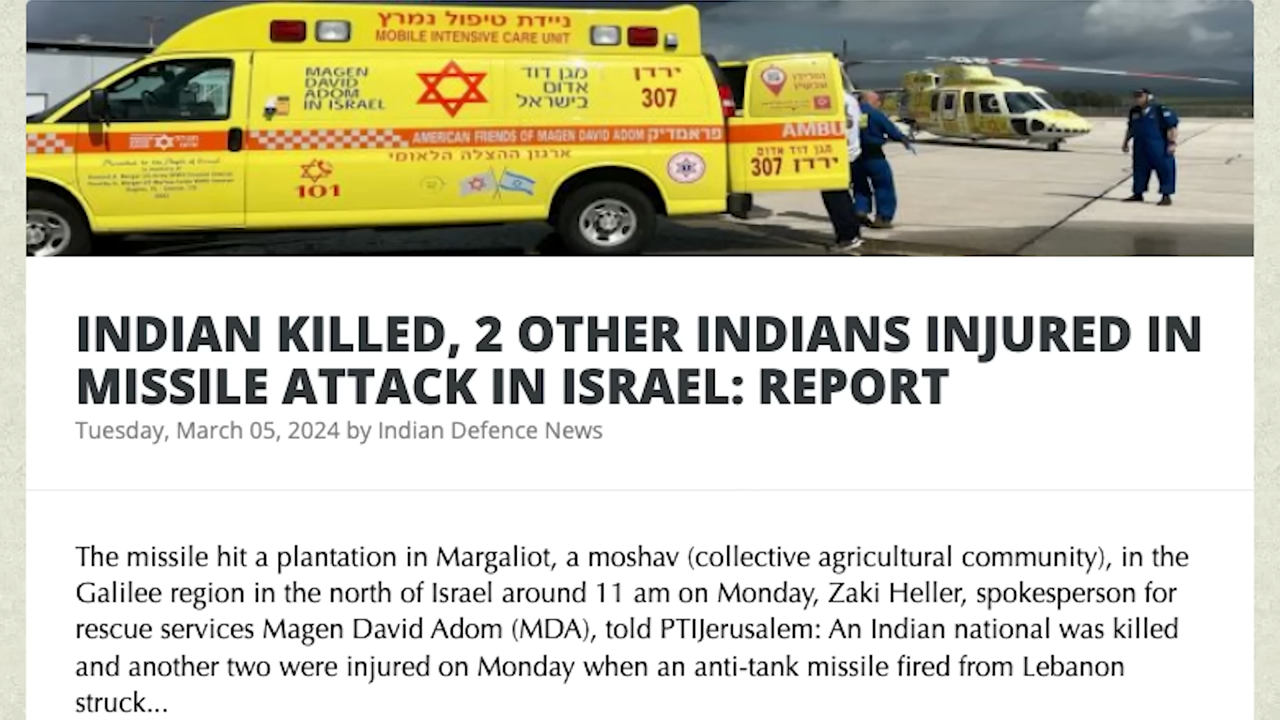 ניידת טיפול נמרץ
MOBILE INTENSIVE CARE UNIT
MAGEN
DAVID
ADOM
IN ISRAEL
מגן דוד
אדום
בישראל
ירדן
307
AMERICAN FRIENDS OF MAGEN DAVID ADOM פראמדיק
ארגון ההצלה הלאומי
101
AMBU
מגן דוד אדום
307 ירדן
INDIAN KILLED, 2 OTHER INDIANS INJURED IN
MISSILE ATTACK IN ISRAEL: REPORT
Tuesday, March 05, 2024 by Indian Defence News
The missile hit a plantation in Margaliot, a moshav (collective agricultural community), in the
Galilee region in the north of Israel around 11 am on Monday, Zaki Heller, spokesperson for
rescue services Magen David Adom (MDA), told PTIJerusalem: An Indian national was killed
and another two were injured on Monday when an anti-tank missile fired from Lebanon
struck...